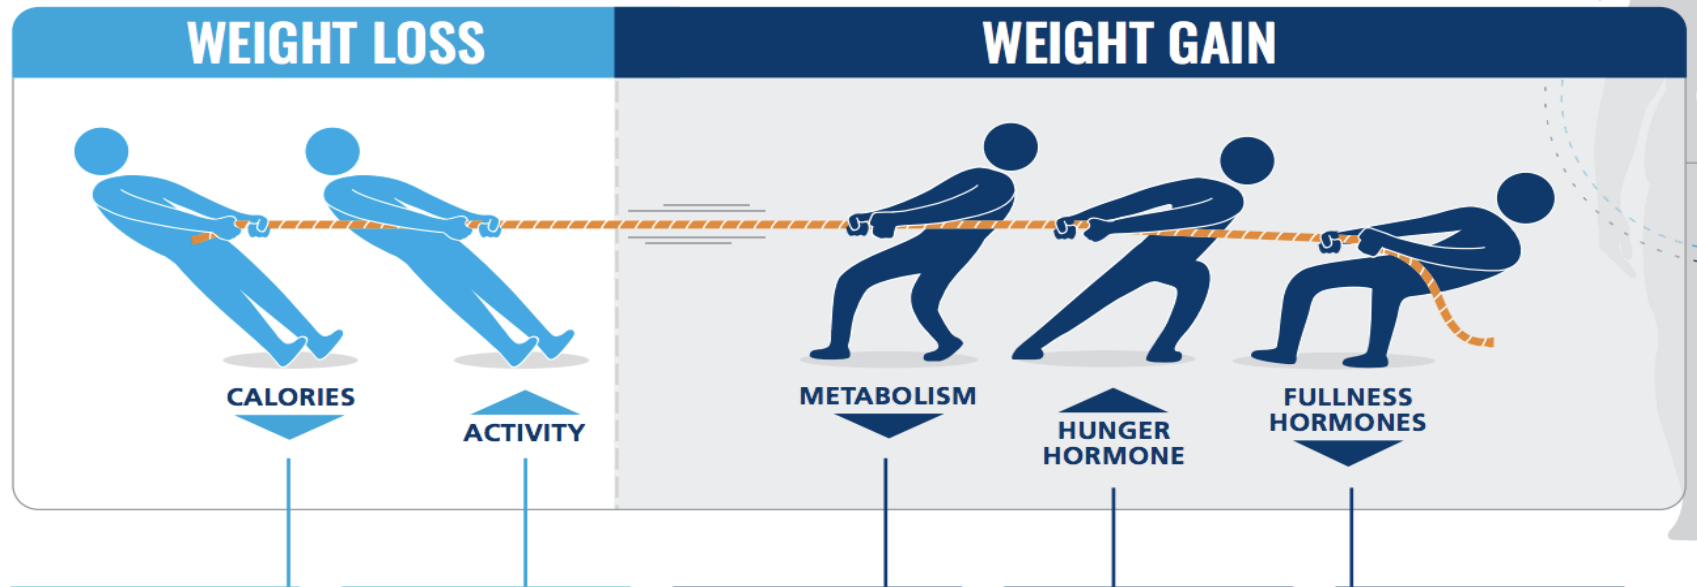 WEIGHT LOSS
WEIGHT GAIN
CALORIES
ACTIVITY
METABOLISM
HUNGER
HORMONE
FULLNESS
HORMONES